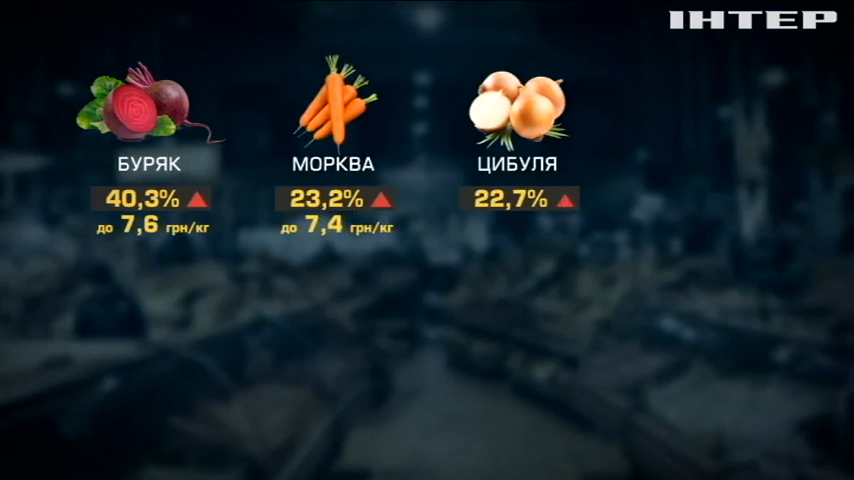 ІНТЕР
БУРЯК
40,3%
до 7,6 грн/кг
МОРКВА
23,2%
до 7,4 грн/кг
ЦИБУЛЯ
22,7%